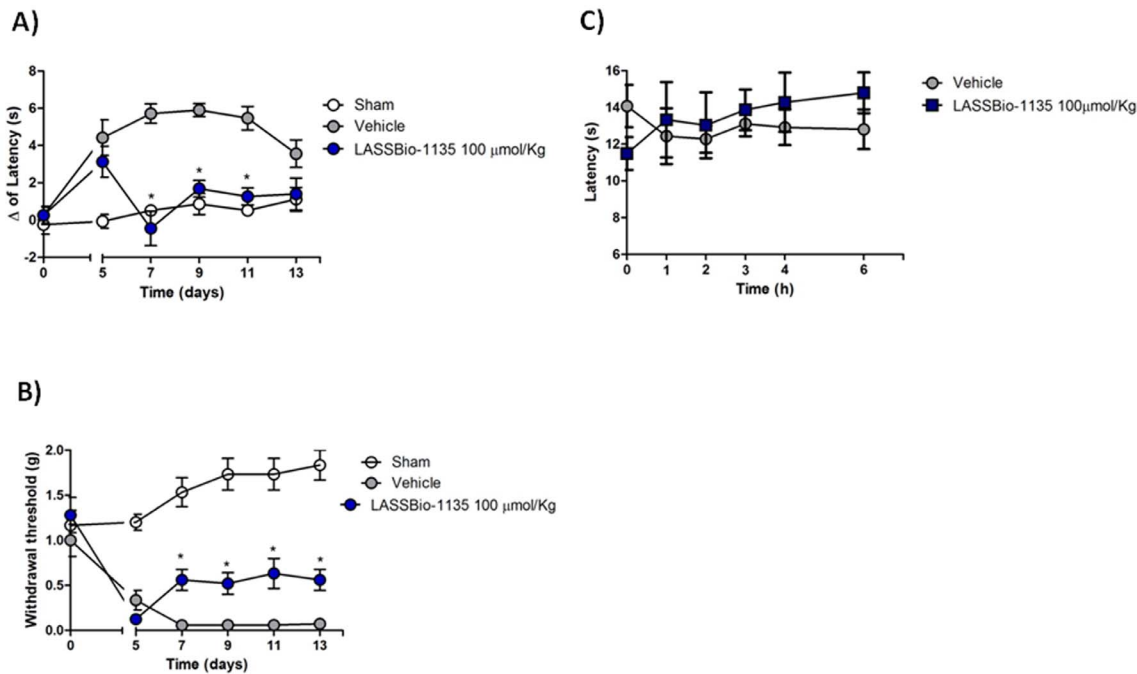 A)
8
6
4
2
0
-2
Δ of Latency (s)
* * *
0 5 7 9 11 13
Time (days)
Sham
Vehicle
LASSBio-1135 100 μmol/Kg
C)
16
14
12
10
8
6
Latency (s)
0 1 2 3 4 6
Time (h)
Vehicle
LASSBio-1135 100μmol/Kg
B)
2.0
1.5
1.0
0.5
0.0
Withdrawal threshold (g)
* * * *
0 5 7 9 11 13
Time (days)
Sham
Vehicle
LASSBio-1135 100 μmol/Kg